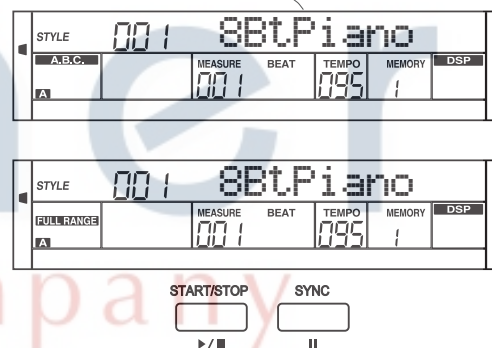 STYLE 001 8BtPiano
A.B.C. MEASURE BEAT TEMPO MEMORY DSP
A 001 095 1
STYLE 001 8BtPiano
FULL RANGE MEASURE BEAT TEMPO MEMORY DSP
A 001 095 1
START/STOP SYNC